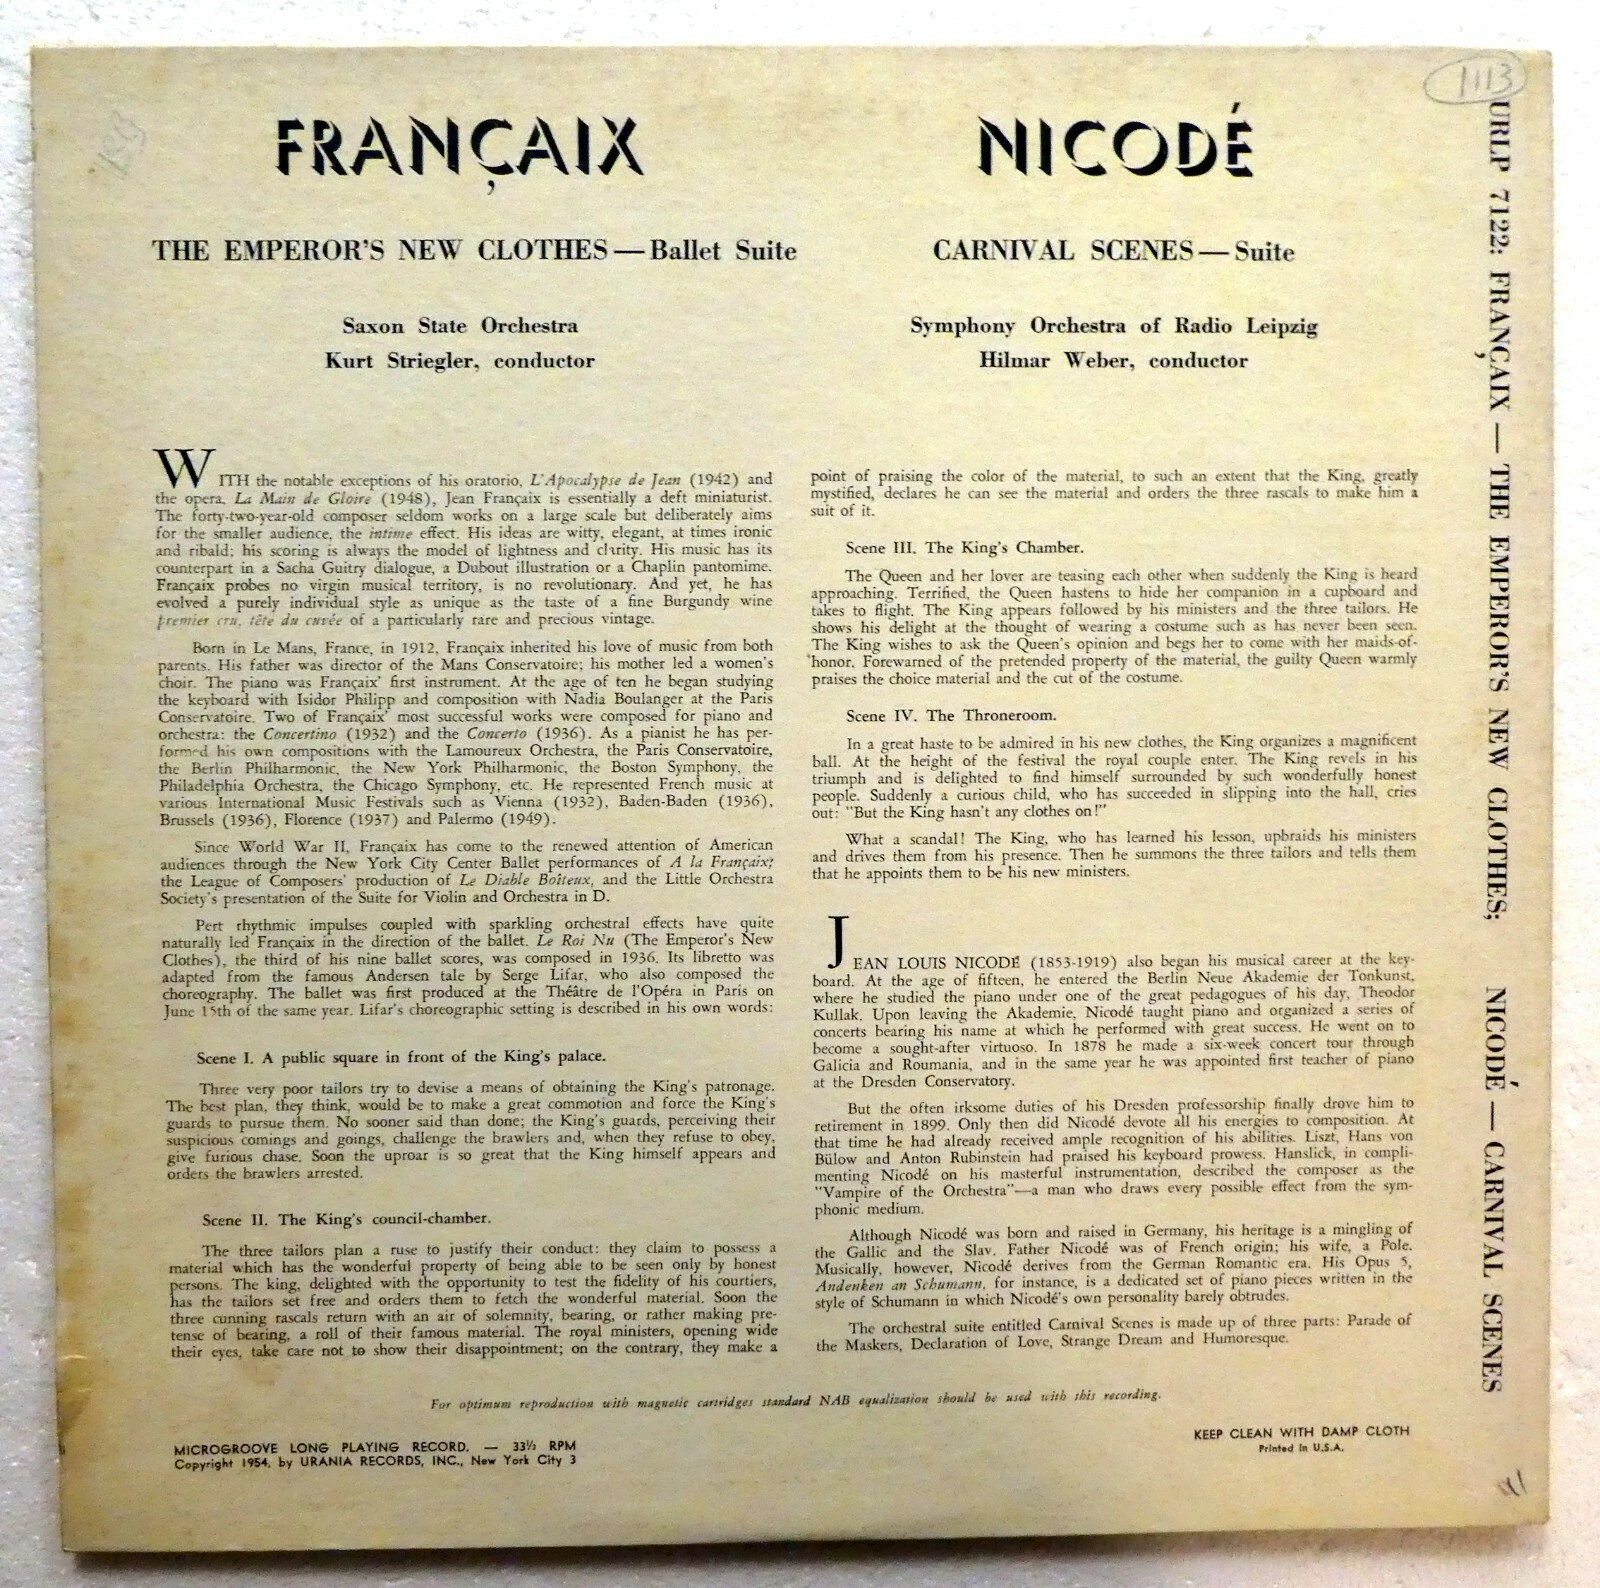 1113
FRANÇAIX
THE EMPEROR'S NEW CLOTHES — Ballet Suite
Saxon State Orchestra
Kurt Striegler, conductor
NICODÉ
CARNIVAL SCENES — Suite
Symphony Orchestra of Radio Leipzig
Hilmar Weber, conductor
WITH the notable exceptions of his oratorio, L'Apocalypse de Jean (1942) and
the opera, La Main de Gloire (1948), Jean Françaix is essentially a deft miniaturist.
The forty-two-year-old composer seldom works on a large scale but deliberately aims
for the smaller audience, the intime effect. His ideas are witty, elegant, at times ironic
and ribald; his scoring is always the model of lightness and clarity. His music has its
counterpart in a Sacha Guitry dialogue, a Dubout illustration or a Chaplin pantomime.
Françaix probes no virgin musical territory, is no revolutionary. And yet, he has
evolved a purely individual style as unique as the taste of a fine Burgundy wine
premier cru, tête du cuvée of a particularly rare and precious vintage.
Born in Le Mans, France, in 1912, Françaix inherited his love of music from both
parents. His father was director of the Mans Conservatoire; his mother led a women's
choir. The piano was Françaix' first instrument. At the age of ten he began studying
the keyboard with Isidor Philipp and composition with Nadia Boulanger at the Paris
Conservatoire. Two of Françaix' most successful works were composed for piano and
orchestra: the Concertino (1932) and the Concerto (1936). As a pianist he has per-
formed his own compositions with the Lamoureux Orchestra, the Paris Conservatoire,
the Berlin Philharmonic, the New York Philharmonic, the Boston Symphony, the
Philadelphia Orchestra, the Chicago Symphony, etc. He represented French music at
various International Music Festivals such as Vienna (1932), Baden-Baden (1936),
Brussels (1936), Florence (1937) and Palermo (1949).
Since World War II, Françaix has come to the renewed attention of American
audiences through the New York City Center Ballet performances of A la Françaix;
the League of Composers' production of Le Diable Boîteux, and the Little Orchestra
Society's presentation of the Suite for Violin and Orchestra in D.
Pert rhythmic impulses coupled with sparkling orchestral effects have quite
naturally led Françaix in the direction of the ballet. Le Roi Nu (The Emperor's New
Clothes), the third of his nine ballet scores, was composed in 1936. Its libretto was
adapted from the famous Andersen tale by Serge Lifar, who also composed the
choreography. The ballet was first produced at the Théâtre de l'Opéra in Paris on
June 15th of the same year. Lifar's choreographic setting is described in his own words:
Scene I. A public square in front of the King's palace.
Three very poor tailors try to devise a means of obtaining the King's patronage.
The best plan, they think, would be to make a great commotion and force the King's
guards to pursue them. No sooner said than done; the King's guards, perceiving their
suspicious comings and goings, challenge the brawlers and, when they refuse to obey,
give furious chase. Soon the uproar is so great that the King himself appears and
orders the brawlers arrested.
Scene II. The King's council-chamber.
The three tailors plan a ruse to justify their conduct: they claim to possess a
material which has the wonderful property of being able to be seen only by honest
persons. The king, delighted with the opportunity to test the fidelity of his courtiers,
has the tailors set free and orders them to fetch the wonderful material. Soon the
three cunning rascals return with an air of solemnity, bearing, or rather making pre-
tense of bearing, a roll of their famous material. The royal ministers, opening wide
their eyes, take care not to show their disappointment; on the contrary, they make a
point of praising the color of the material, to such an extent that the King, greatly
mystified, declares he can see the material and orders the three rascals to make him a
suit of it.
Scene III. The King's Chamber.
The Queen and her lover are teasing each other when suddenly the King is heard
approaching. Terrified, the Queen hastens to hide her companion in a cupboard and
takes to flight. The King appears followed by his ministers and the three tailors. He
shows his delight at the thought of wearing a costume such as has never been seen.
The King wishes to ask the Queen's opinion and begs her to come with her maids-of-
honor. Forewarned of the pretended property of the material, the guilty Queen warmly
praises the choice material and the cut of the costume.
Scene IV. The Throneroom.
In a great haste to be admired in his new clothes, the King organizes a magnificent
ball. At the height of the festival the royal couple enter. The King revels in his
triumph and is delighted to find himself surrounded by such wonderfully honest
people. Suddenly a curious child, who has succeeded in slipping into the hall, cries
out: "But the King hasn't any clothes on!"
What a scandal! The King, who has learned his lesson, upbraids his ministers
and drives them from his presence. Then he summons the three tailors and tells them
that he appoints them to be his new ministers.
JEAN LOUIS NICODÉ (1853-1919) also began his musical career at the key-
board. At the age of fifteen, he entered the Berlin Neue Akademie der Tonkunst,
where he studied the piano under one of the great pedagogues of his day, Theodor
Kullak. Upon leaving the Akademie, Nicodé taught piano and organized a series of
concerts bearing his name at which he performed with great success. He went on to
become a sought-after virtuoso. In 1878 he made a six-week concert tour through
Galicia and Roumania, and in the same year he was appointed first teacher of piano
at the Dresden Conservatory.
But the often irksome duties of his Dresden professorship finally drove him to
retirement in 1899. Only then did Nicodé devote all his energies to composition. At
that time he had already received ample recognition of his abilities. Liszt, Hans von
Bülow and Anton Rubinstein had praised his keyboard prowess. Hanslick, in compli-
menting Nicodé on his masterful instrumentation, described the composer as the
"Vampire of the Orchestra"—a man who draws every possible effect from the sym-
phonic medium.
Although Nicodé was born and raised in Germany, his heritage is a mingling of
the Gallic and the Slav. Father Nicodé was of French origin; his wife, a Pole.
Musically, however, Nicodé derives from the German Romantic era. His Opus 5,
Andenken an Schumann, for instance, is a dedicated set of piano pieces written in the
style of Schumann in which Nicodé's own personality barely obtrudes.
The orchestral suite entitled Carnival Scenes is made up of three parts: Parade of
the Maskers, Declaration of Love, Strange Dream and Humoresque.
For optimum reproduction with magnetic cartridges standard NAB equalization should be used with this recording.
MICROGROOVE LONG PLAYING RECORD. — 33⅓ RPM
Copyright 1954, by URANIA RECORDS, INC., New York City 3
KEEP CLEAN WITH DAMP CLOTH
Printed in U.S.A.
URLP 7122: FRANÇAIX — THE EMPEROR'S NEW CLOTHES; NICODÉ — CARNIVAL SCENES